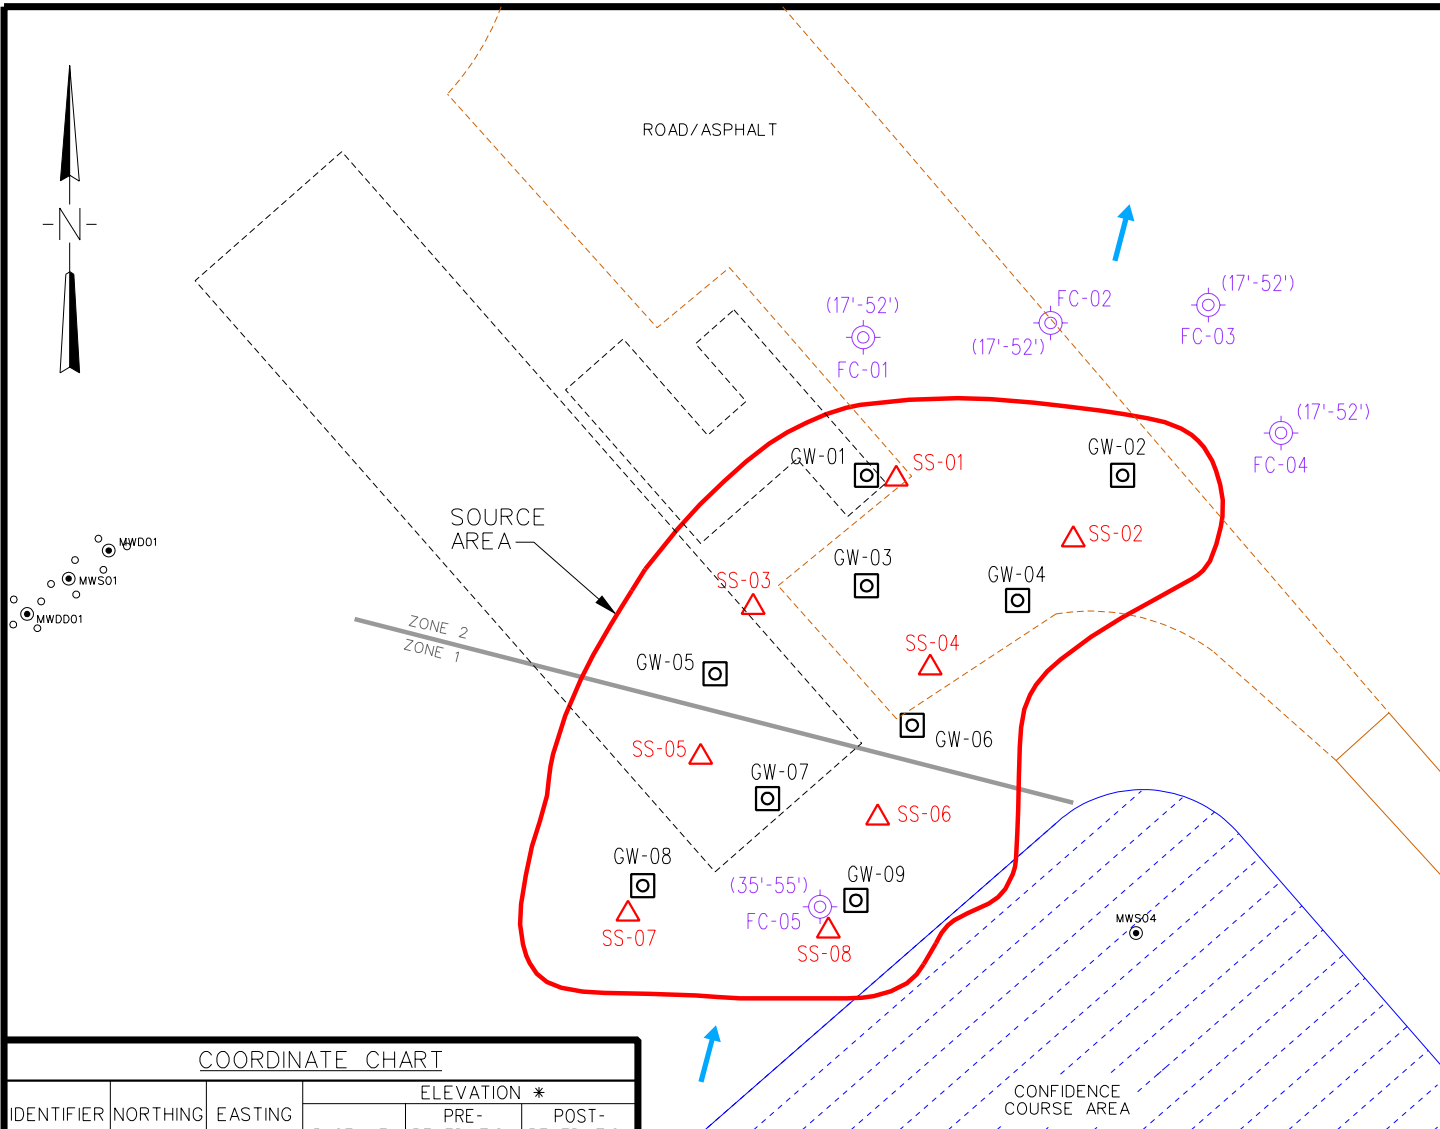 ROAD/ASPHALT
-N-
(17'-52')
FC-01
FC-02
(17'-52')
(17'-52')
FC-03
(17'-52')
FC-04
GW-01
SS-01
GW-02
SOURCE
AREA
SS-02
GW-03
GW-04
SS-03
MWD01
MWS01
MWDD01
ZONE 2
ZONE 1
SS-04
GW-05
GW-06
SS-05
GW-07
SS-06
GW-08
(35'-55')
GW-09
FC-05
SS-07
SS-08
MWS04
CONFIDENCE
COURSE AREA
COORDINATE CHART
ELEVATION *
IDENTIFIER NORTHING EASTING PRE- POST-